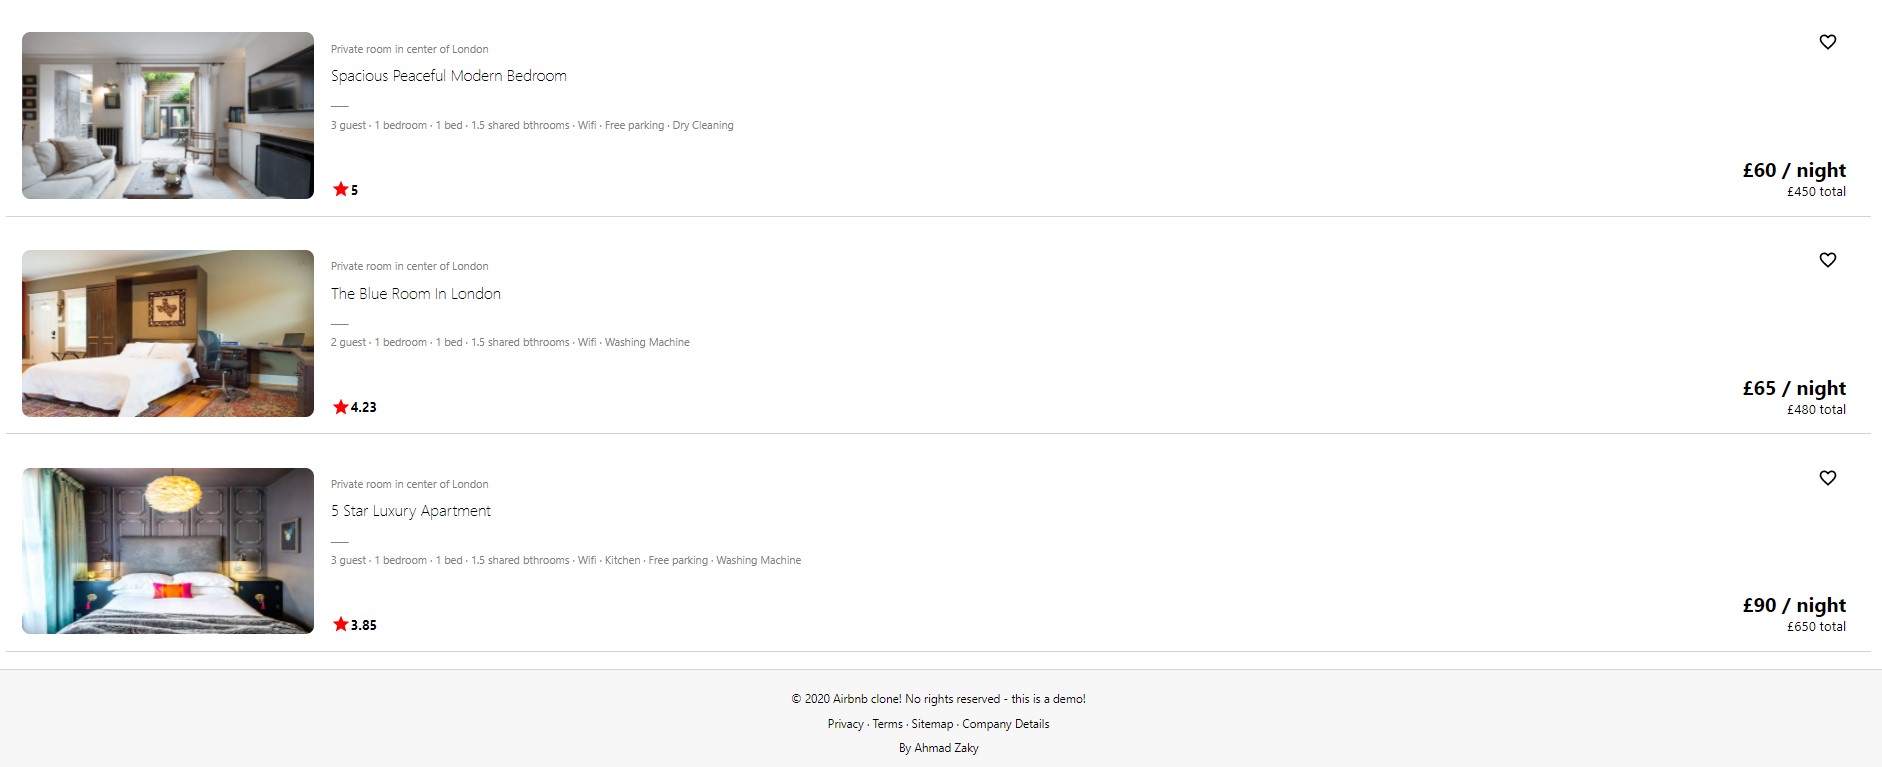 Private room in center of London
Spacious Peaceful Modern Bedroom
3 guest · 1 bedroom · 1 bed · 1.5 shared bthrooms · Wifi · Free parking · Dry Cleaning
5
£60 / night
£450 total
Private room in center of London
The Blue Room In London
2 guest · 1 bedroom · 1 bed · 1.5 shared bthrooms · Wifi · Washing Machine
4.23
£65 / night
£480 total
Private room in center of London
5 Star Luxury Apartment
3 guest · 1 bedroom · 1 bed · 1.5 shared bthrooms · Wifi · Kitchen · Free parking · Washing Machine
3.85
£90 / night
£650 total
© 2020 Airbnb clone! No rights reserved - this is a demo!
Privacy · Terms · Sitemap · Company Details
By Ahmad Zaky